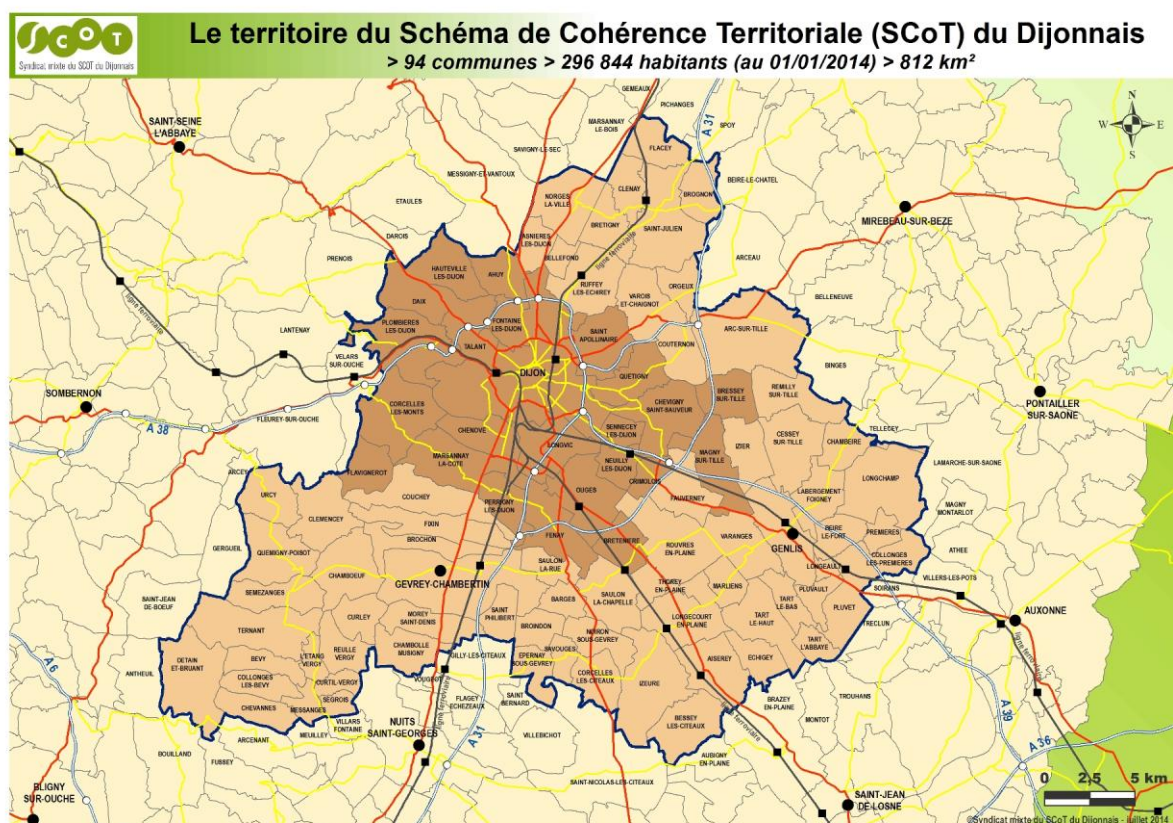 SCOT
Syndicat mixte du SCOT du Dijonnais
Le territoire du Schéma de Cohérence Territoriale (SCoT) du Dijonnais
> 94 communes > 296 844 habitants (au 01/01/2014) > 812 km²
GEMEAUX
PICHANGES
A 31
SPOY
N
W
E
S
SAINT-SEINE
L'ABBAYE
MARSANNAY
LE-BOIS
SAVIGNY-LE-SEC
FLACEY
MESSIGNY-ET-VANTOUX
BEIRE-LE-CHATEL
CLENAY
BROGNON
NORGES
LA-VILLE
ETAULES
MIREBEAU-SUR-BEZE
BRETIGNY
SAINT-JULIEN
DAROIS
ASNIERES
LES-DIJON
BELLEFOND
ligne ferroviaire
PRENOIS
ARCEAU
HAUTEVILLE
LES-DIJON
AHUY
RUFFEY
LES-ECHIREY
ORGEUX
VAROIS
ET-CHAIGNOT
BELLENEUVE
DAIX
ligne ferroviaire
PLOMBIERES
LES-DIJON
FONTAINE
LES-DIJON
LANTENAY
SAINT
APOLLINAIRE
ARC-SUR-TILLE
TALANT
COUTERNON
VELARS
SUR-OUCHE
BINGES
DIJON
QUETIGNY
SOMBERNON
BRESSEY
SUR-TILLE
REMILLY
SUR-TILLE
PONTAILLER
SUR-SAONE
CORCELLES
LES-MONTS
CHEVIGNY
SAINT-SAUVEUR
FLEUREY-SUR-OUCHE
A 38
CHENOVE
SENNECEY
LES-DIJON
TELLECEY
CESSEY
SUR-TILLE
CHAMBEIRE
IZIER
LONGVIC
MARSANNAY
LA-COTE
NEUILLY
LES-DIJON
MAGNY
SUR-TILLE
LAMARCHE-SUR-SAONE
ARCEY
FLAVIGNEROT
CRIMOLOIS
LONGCHAMP
URCY
OUGES
LABERGEMENT
FOIGNEY
COUCHEY
FAUVERNEY
PERRIGNY
LES-DIJON
MAGNY
MONTARLOT
CLEMENCEY
FIXIN
BEIRE
LE-FORT
PREMIERES
GERGUEIL
QUEMIGNY-POISOT
BROCHON
FENAY
BRETENIERE
ROUVRES
EN-PLAINE
VARANGES
GENLIS
ATHEE
COLLONGES
LES-PREMIERES
LONGEAULT
SAULON
LA-RUE
CHAMBOEUF
GEVREY-CHAMBERTIN
VILLERS-LES-POTS
THOREY
EN-PLAINE
MARLIENS
PLUVAULT
SOIRANS
SAINT-JEAN
DE-BOEUF
SEMEZANGES
BARGES
SAULON
LA-CHAPELLE
TART
LE-BAS
PLUVET
SAINT
PHILIBERT
CURLEY
MOREY
SAINT-DENIS
TART
LE-HAUT
AUXONNE
TERNANT
BROINDON
LONGECOURT
EN-PLAINE
TRECLUN
NOIRON
SOUS-GEVREY
REULLE
VERGY
CHAMBOLLE
MUSIGNY
SAVOUGES
TART
L'ABBAYE
DETAIN
ET-BRUANT
BEVY
L'ETANG
VERGY
GILLY-LES-CITEAUX
EPERNAY
SOUS-GEVREY
ECHIGEY
AISEREY
ligne ferroviaire
A 6
ANTHEUIL
COLLONGES
LES-BEVY
CURTIL-VERGY
VOUGEOT
CORCELLES
LES-CITEAUX
IZEURE
SEGROIS
CHEVANNES
MESSANGES
FLAGEY
ECHEZEAUX
SAINT
BERNARD
BRAZEY
EN-PLAINE
TROUHANS
ligne ferroviaire
A 39
VILLARS
FONTAINE
NUITS
SAINT-GEORGES
BESSEY
LES-CITEAUX
ligne ferroviaire
MONTOT
ARCENANT
MEUILLEY
A 31
VILLEBICHOT
A 36
BOUILLAND
FUSSEY
AUBIGNY
EN-PLAINE
SAINT-NICOLAS-LES-CITEAUX
0 2,5 5 km
BLIGNY
SUR-OUCHE
SAINT-JEAN
DE-LOSNE
©Syndicat mixte du SCoT du Dijonnais - juillet 2014